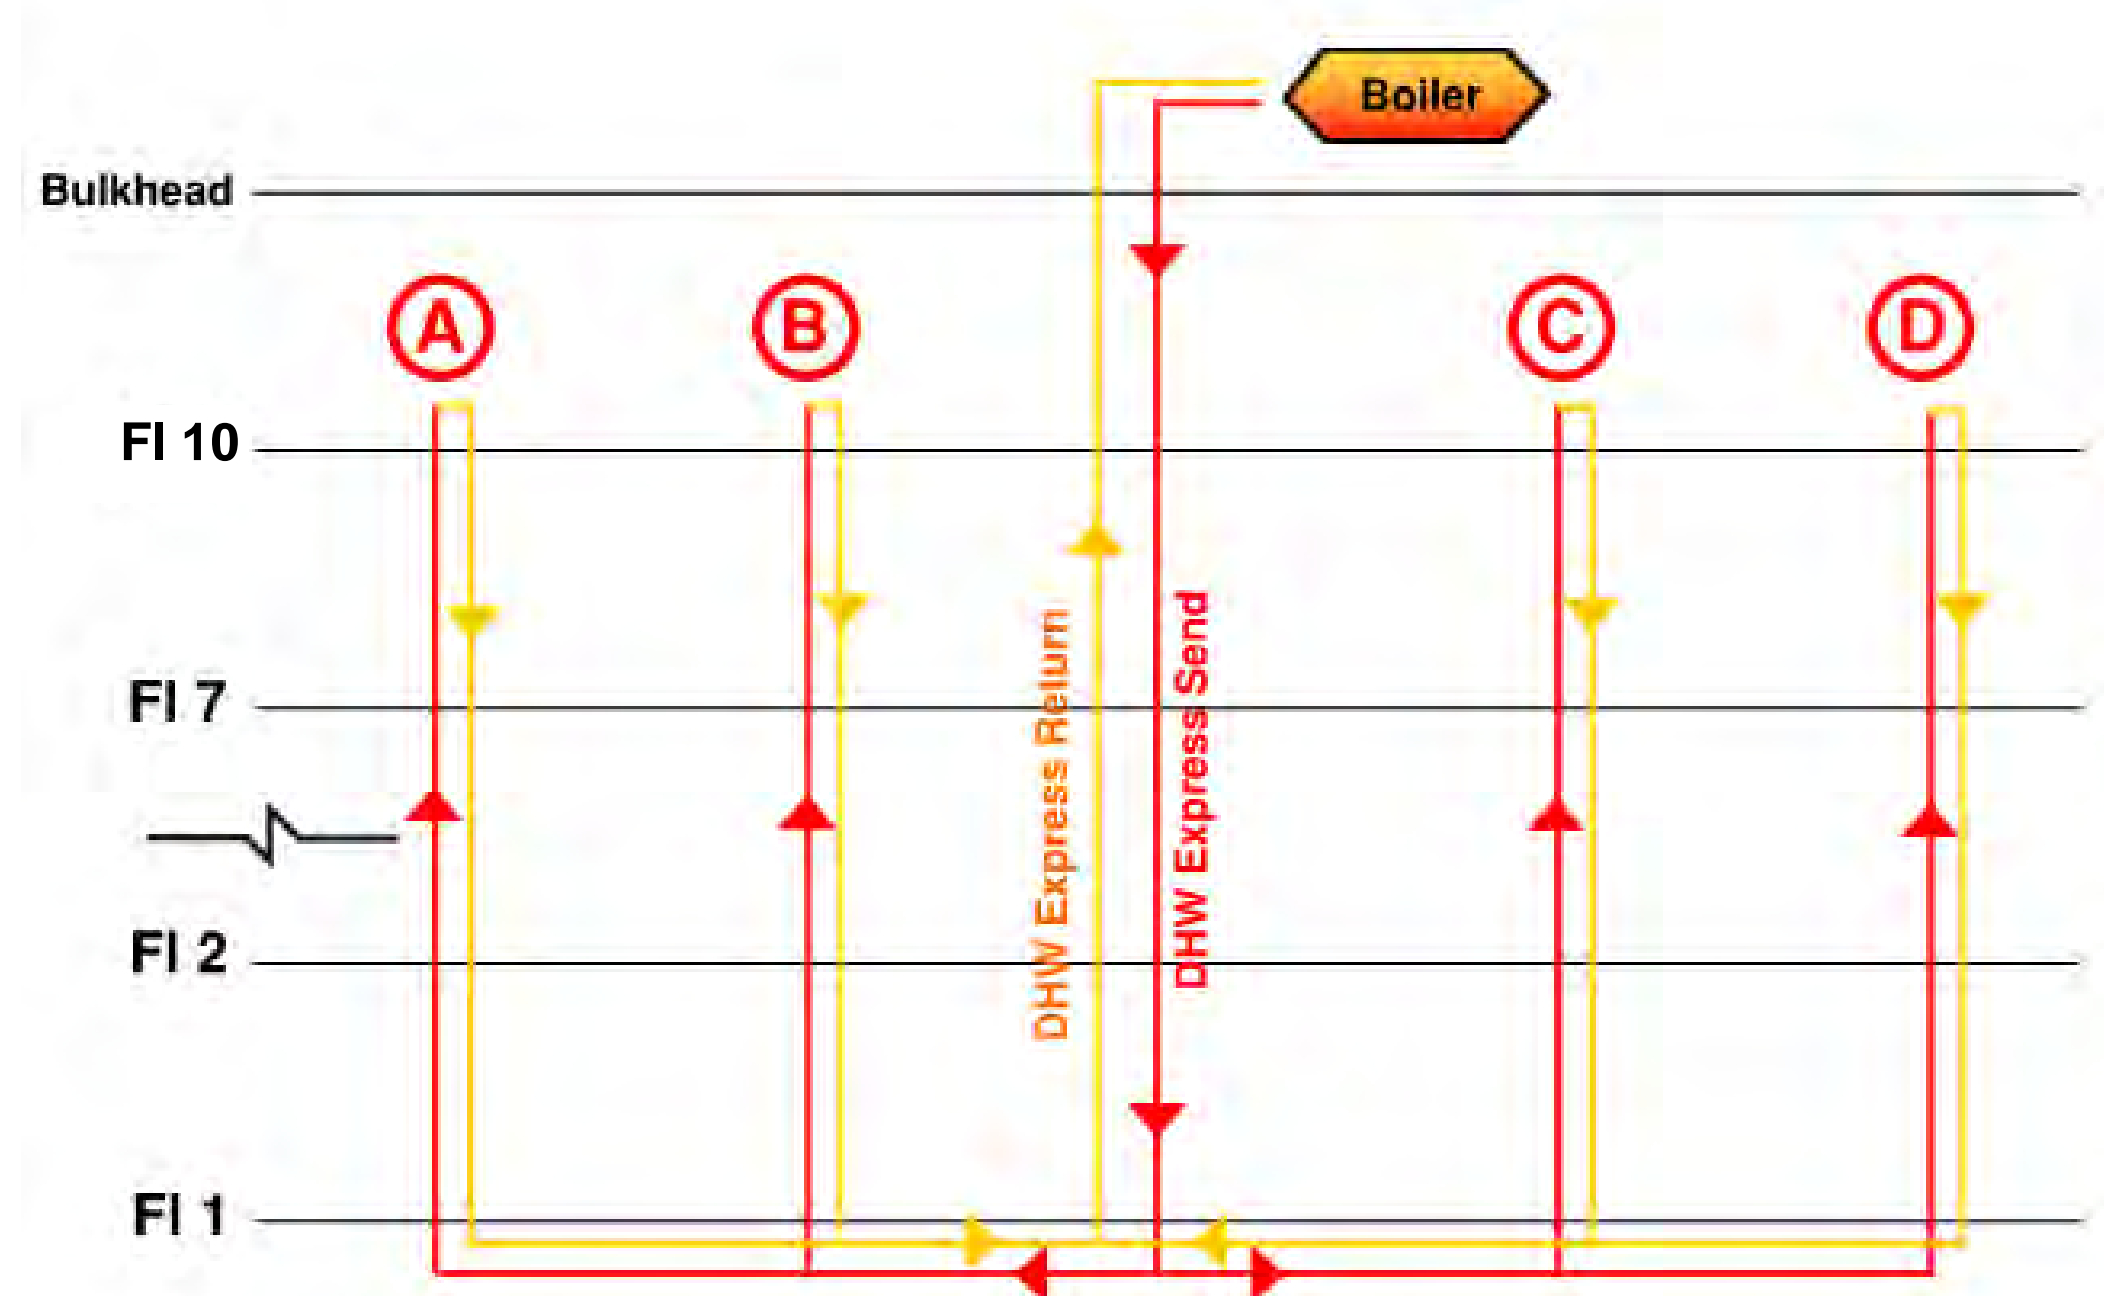 Boiler
Bulkhead
A
B
C
D
Fl 10
Fl 7
DHW Express Return
DHW Express Send
Fl 2
Fl 1